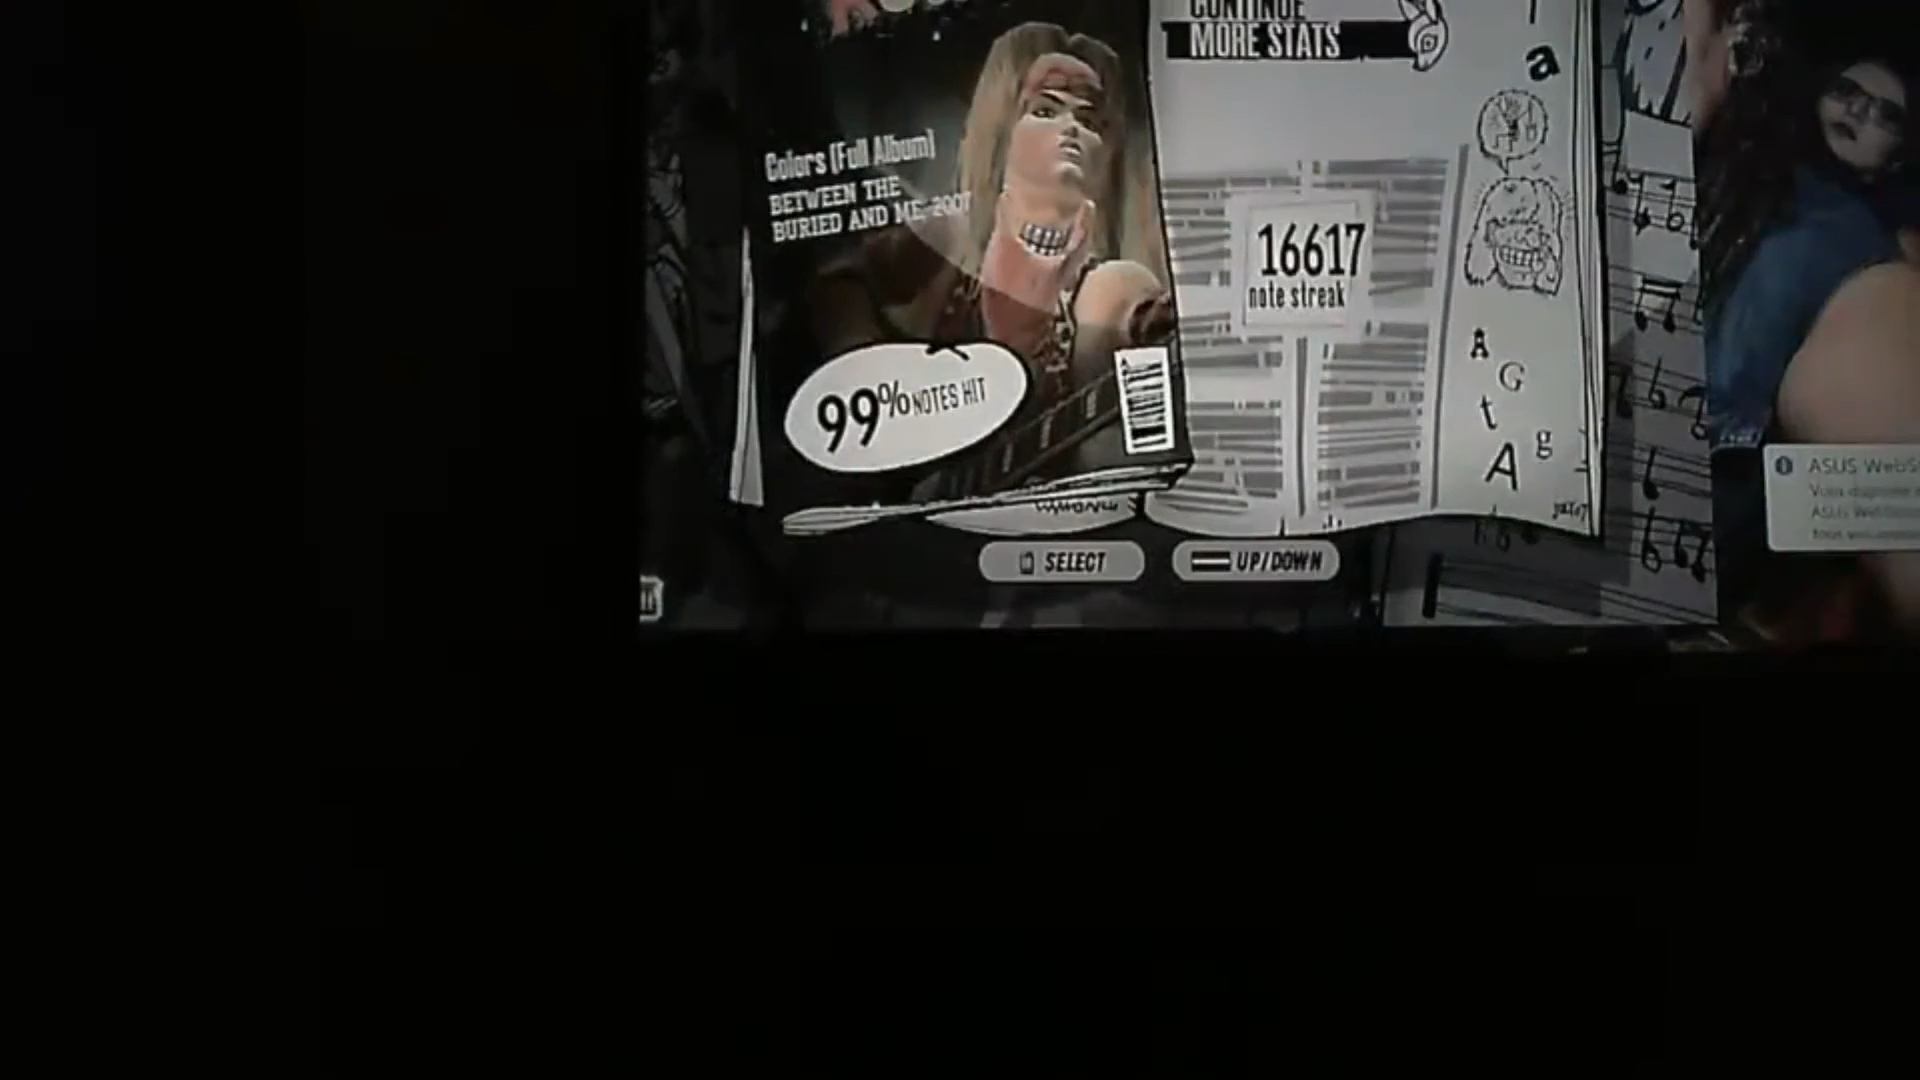 CONTINUE
MORE STATS
a
Colors (Full Album)
BETWEEN THE
BURIED AND ME, 2007
16617
note streak
99% NOTES HIT
A
G
t
A
g
SELECT
UP/DOWN
ASUS WebS